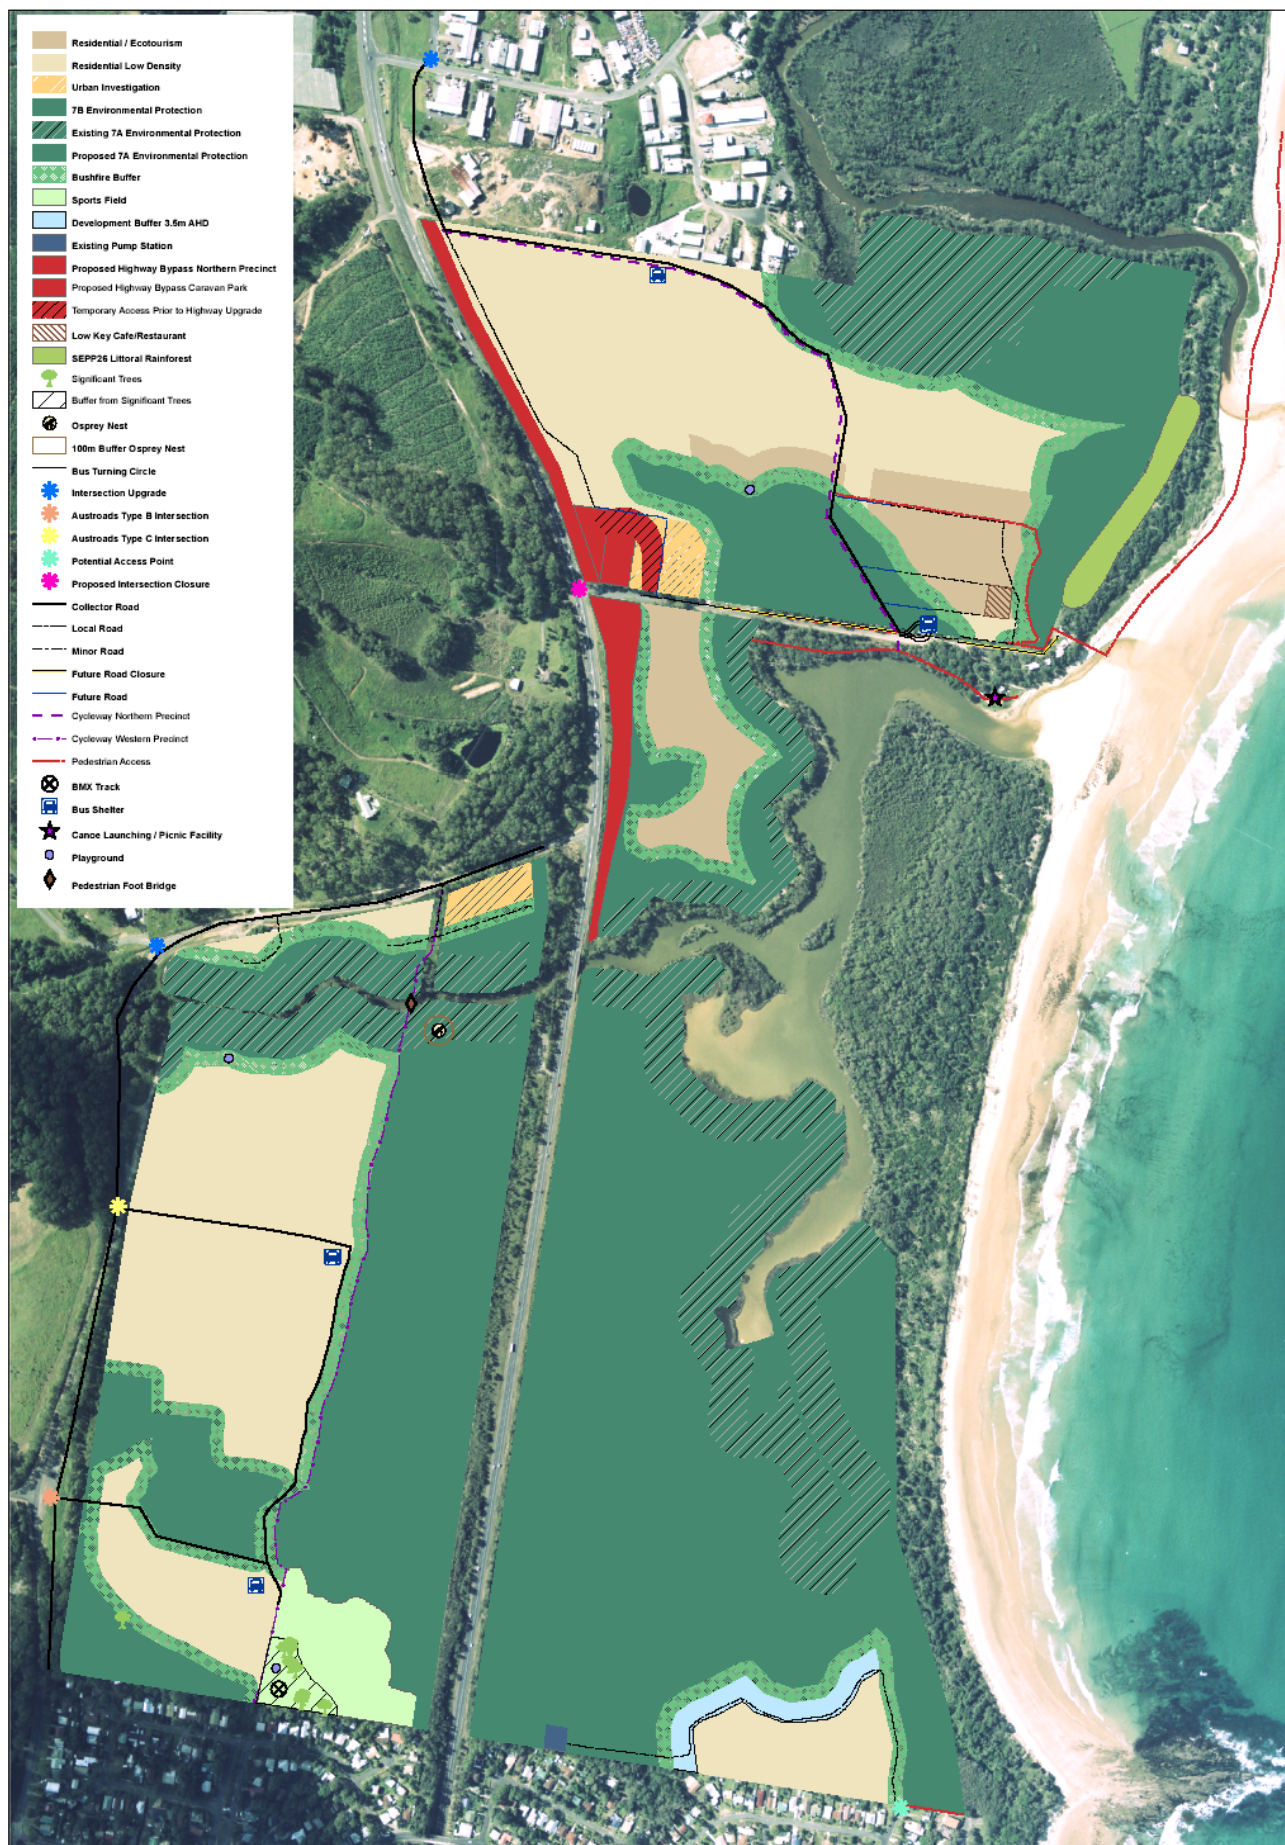 Residential / Ecotourism
Residential Low Density
Urban Investigation
7B Environmental Protection
Existing 7A Environmental Protection
Proposed 7A Environmental Protection
Bushfire Buffer
Sports Field
Development Buffer 3.5m AHD
Existing Pump Station
Proposed Highway Bypass Northern Precinct
Proposed Highway Bypass Caravan Park
Temporary Access Prior to Highway Upgrade
Low Key Cafe/Restaurant
SEPP26 Littoral Rainforest
Significant Trees
Buffer from Significant Trees
Osprey Nest
100m Buffer Osprey Nest
Bus Turning Circle
Intersection Upgrade
Austroads Type B Intersection
Austroads Type C Intersection
Potential Access Point
Proposed Intersection Closure
Collector Road
Local Road
Minor Road
Future Road Closure
Future Road
Cycleway Northern Precinct
Cycleway Western Precinct
Pedestrian Access
BMX Track
Bus Shelter
Canoe Launching / Picnic Facility
Playground
Pedestrian Foot Bridge